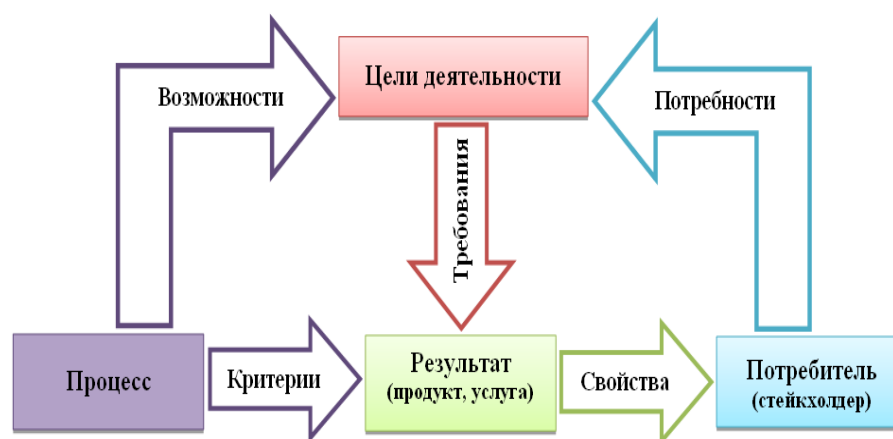 Цели деятельности
Возможности
Потребности
Требования
Процесс
Критерии
Результат
(продукт, услуга)
Свойства
Потребитель
(стейкхолдер)